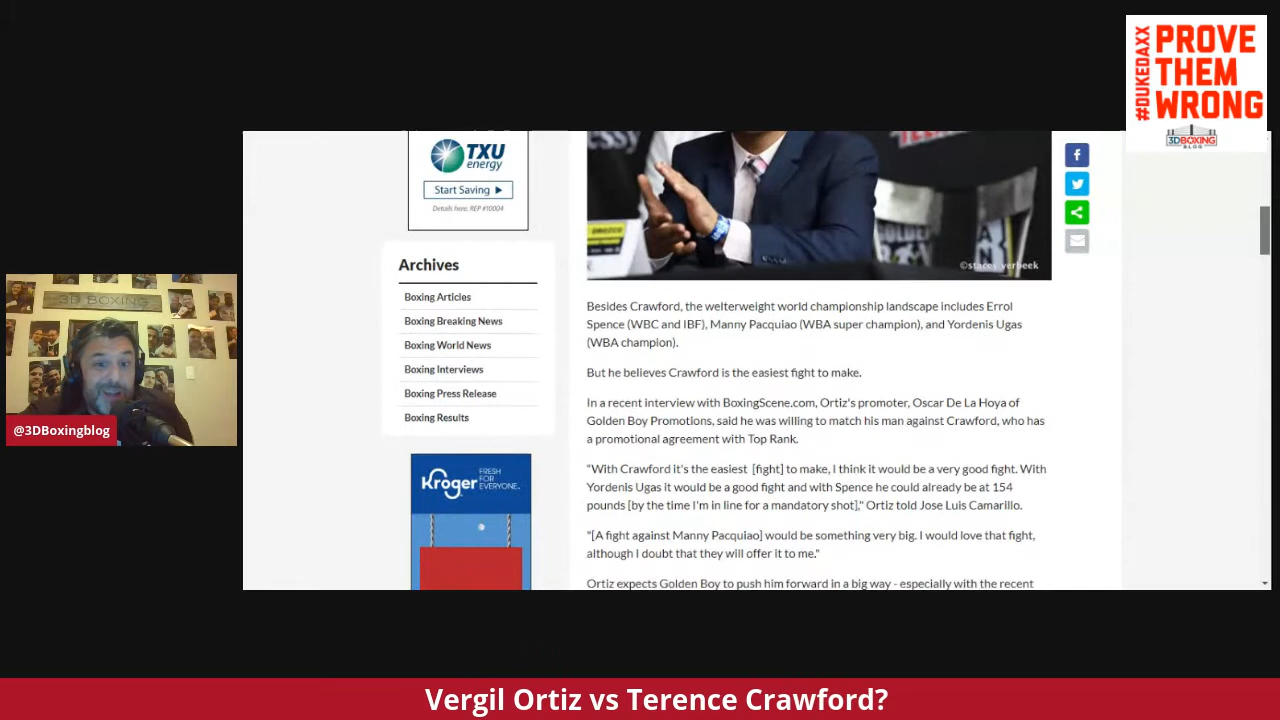 #DUKEDAXX
PROVE
THEM
WRONG
3DBOXING
BLOG
TXU
energy
Start Saving
Details here. REP #10004
©stacey verbeek
Archives
Boxing Articles
Boxing Breaking News
Boxing World News
Boxing Interviews
Boxing Press Release
Boxing Results
Kroger
FRESH
FOR
EVERYONE.
Besides Crawford, the welterweight world championship landscape includes Errol
Spence (WBC and IBF), Manny Pacquiao (WBA super champion), and Yordenis Ugas
(WBA champion).
But he believes Crawford is the easiest fight to make.
In a recent interview with BoxingScene.com, Ortiz's promoter, Oscar De La Hoya of
Golden Boy Promotions, said he was willing to match his man against Crawford, who has
a promotional agreement with Top Rank.
"With Crawford it's the easiest [fight] to make, I think it would be a very good fight. With
Yordenis Ugas it would be a good fight and with Spence he could already be at 154
pounds [by the time I'm in line for a mandatory shot]," Ortiz told Jose Luis Camarillo.
"[A fight against Manny Pacquiao] would be something very big. I would love that fight,
although I doubt that they will offer it to me."
Ortiz expects Golden Boy to push him forward in a big way - especially with the recent
3D BOXING
@3DBoxingblog
Vergil Ortiz vs Terence Crawford?